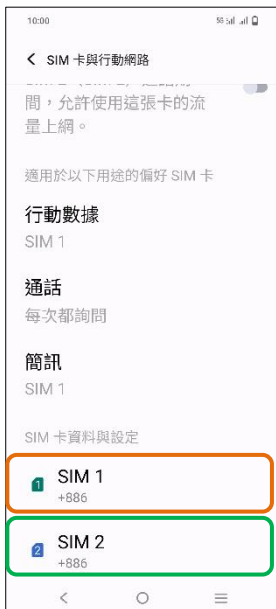 10:00
SIM 卡與行動網路
間，允許使用這張卡的流
量上網。
適用於以下用途的偏好 SIM 卡
行動數據
SIM 1
通話
每次都詢問
簡訊
SIM 1
SIM 卡資料與設定
1
SIM 1
+886
2
SIM 2
+886